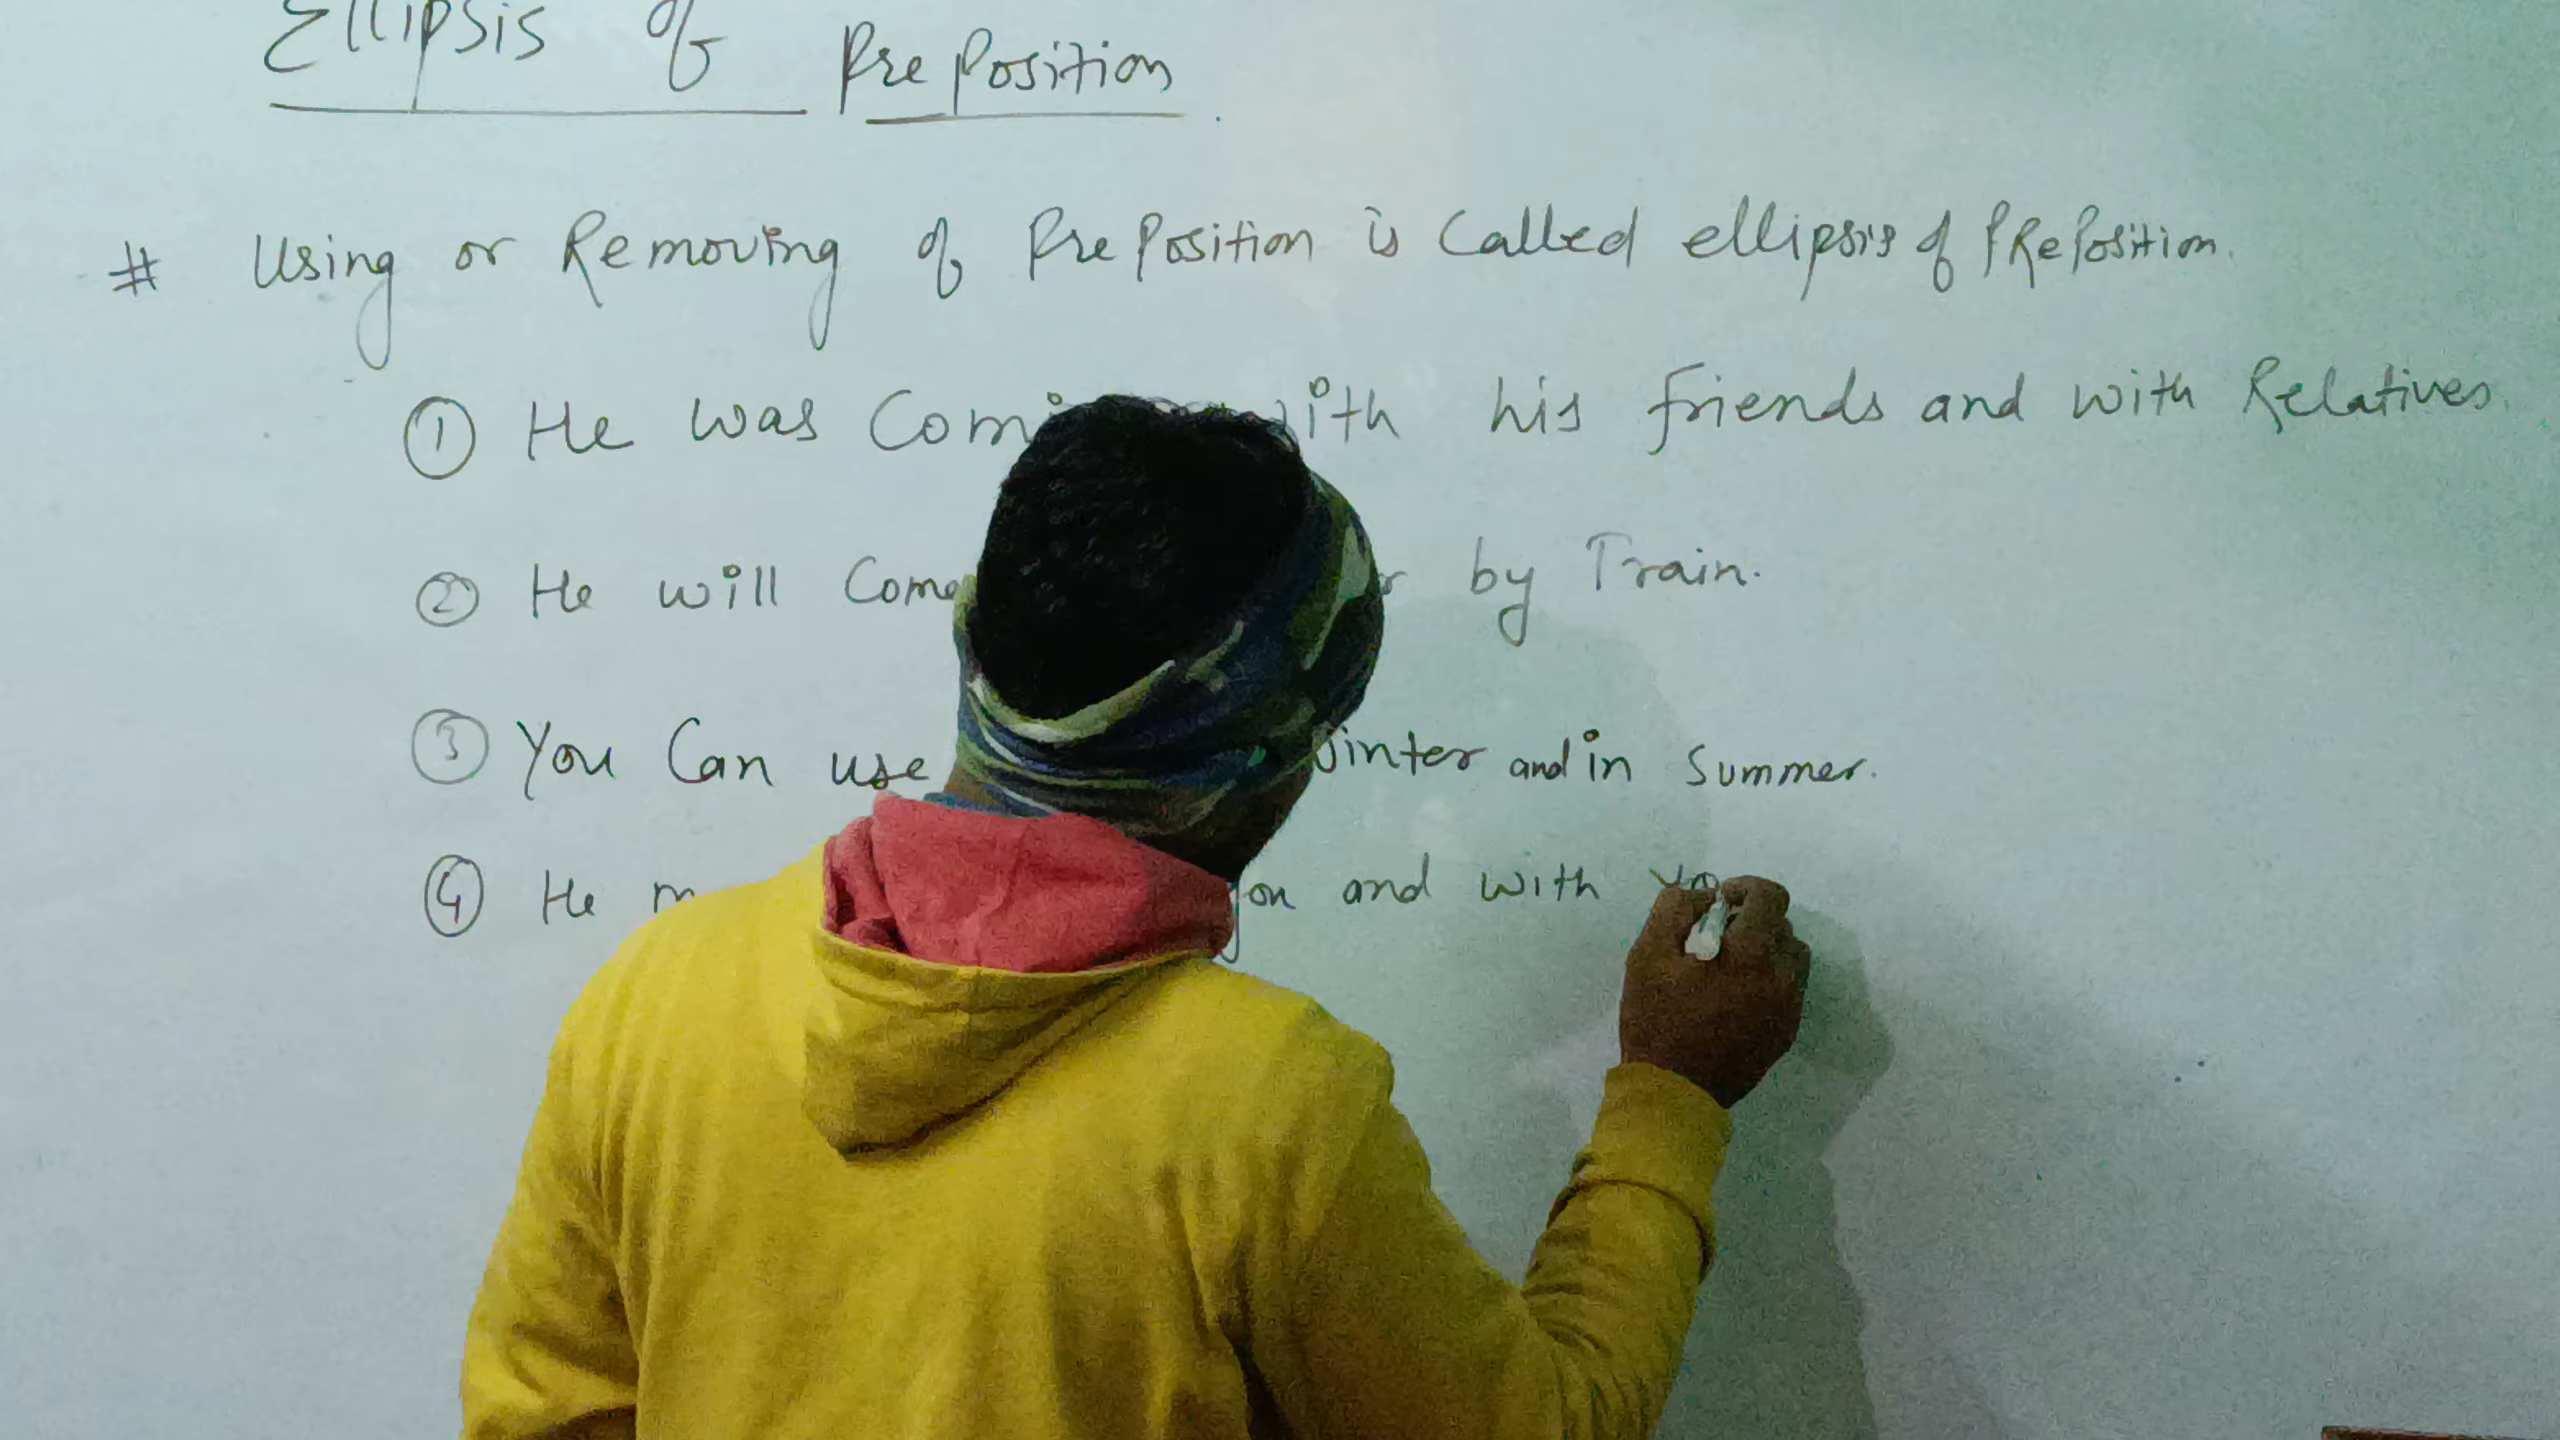 Ellipsis of Preposition
# Using or Removing of Preposition is Called ellipsis of PRePosition.
① He was Coming with his friends and with Relatives.
② He will Come by Train.
③ You Can use Winter and in Summer.
④ He you and with